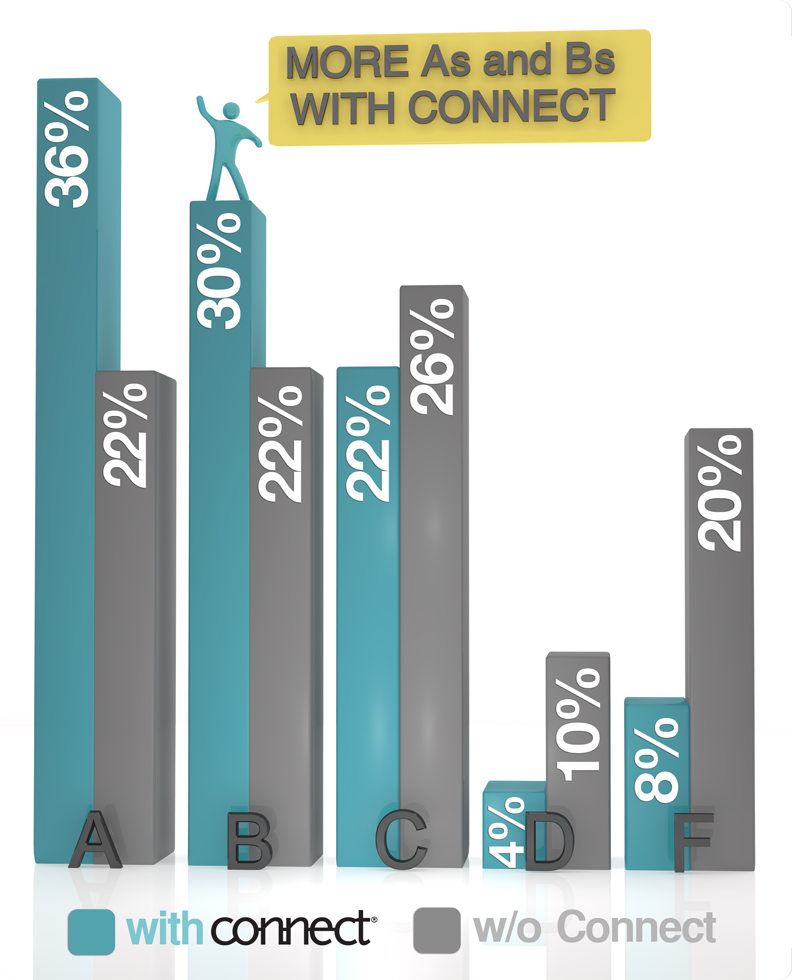 MORE As and Bs
WITH CONNECT
36%
22%
30%
22%
22%
26%
4%
10%
8%
20%
A
B
C
D
F
with connect®
w/o Connect